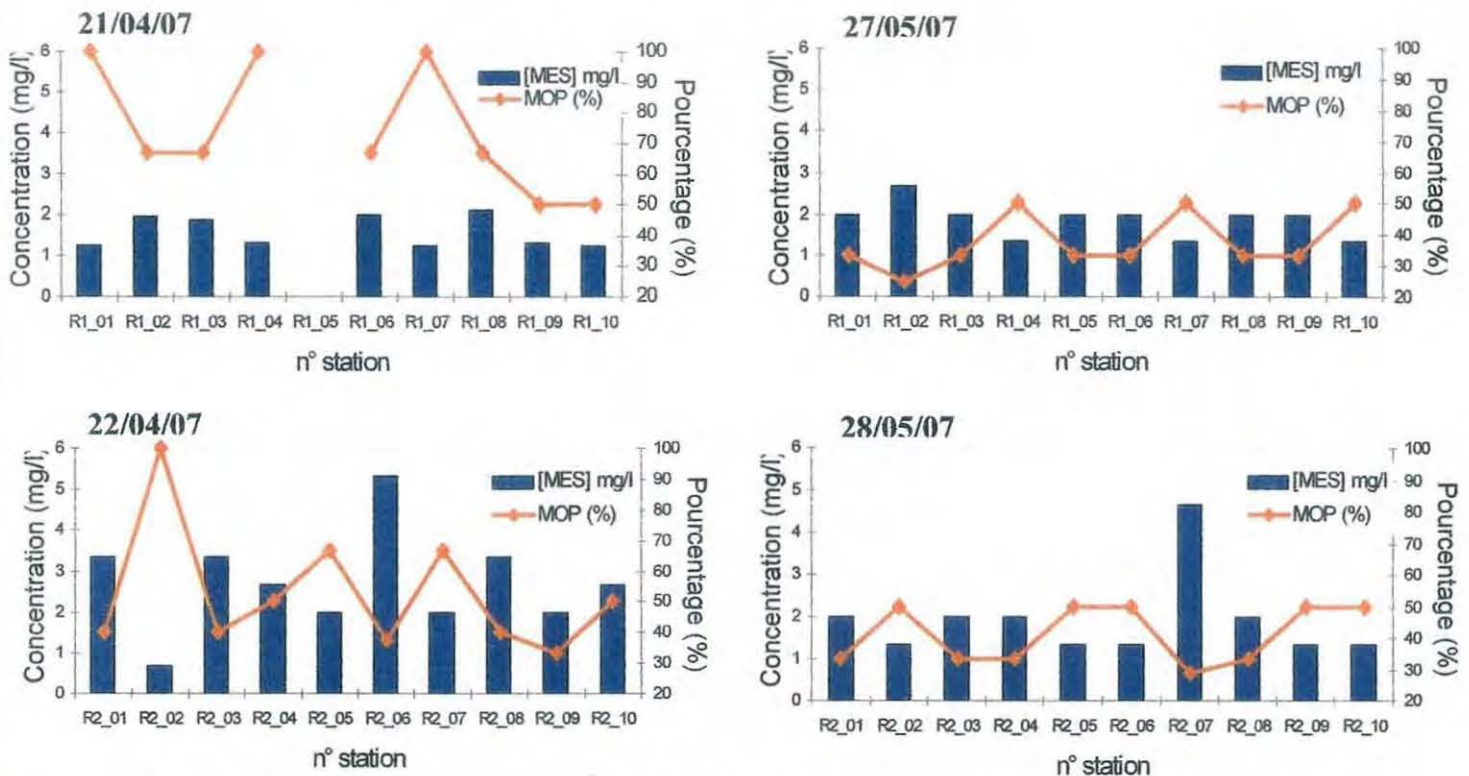 21/04/07
Concentration (mg/l)
6
5
4
3
2
1
0
[MES] mg/l
MOP (%)
100
90
80
70
60
50
40
30
20
Pourcentage (%)
R1_01 R1_02 R1_03 R1_04 R1_05 R1_06 R1_07 R1_08 R1_09 R1_10
n° station
27/05/07
Concentration (mg/l)
6
5
4
3
2
1
0
[MES] mg/l
MOP (%)
100
90
80
70
60
50
40
30
20
Pourcentage (%)
R1_01 R1_02 R1_03 R1_04 R1_05 R1_06 R1_07 R1_08 R1_09 R1_10
n° station
22/04/07
Concentration (mg/l)
6
5
4
3
2
1
0
[MES] mg/l
MOP (%)
100
90
80
70
60
50
40
30
20
Pourcentage (%)
R2_01 R2_02 R2_03 R2_04 R2_05 R2_06 R2_07 R2_08 R2_09 R2_10
n° station
28/05/07
Concentration (mg/l)
6
5
4
3
2
1
0
[MES] mg/l
MOP (%)
100
90
80
70
60
50
40
30
20
Pourcentage (%)
R2_01 R2_02 R2_03 R2_04 R2_05 R2_06 R2_07 R2_08 R2_09 R2_10
n° station